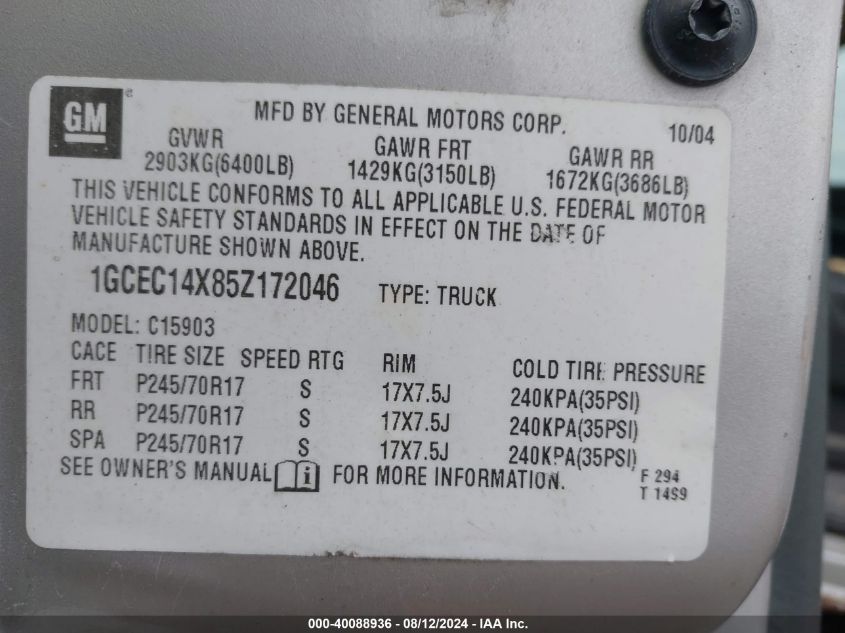 GM®
MFD BY GENERAL MOTORS CORP. 10/04
GVWR GAWR FRT GAWR RR
2903KG(6400LB) 1429KG(3150LB) 1672KG(3686LB)
THIS VEHICLE CONFORMS TO ALL APPLICABLE U.S. FEDERAL MOTOR
VEHICLE SAFETY STANDARDS IN EFFECT ON THE DATE OF
MANUFACTURE SHOWN ABOVE.
1GCEC14X85Z172046 TYPE: TRUCK
MODEL: C15903
CACE TIRE SIZE SPEED RTG RIM COLD TIRE PRESSURE
FRT P245/70R17 S 17X7.5J 240KPA(35PSI)
RR P245/70R17 S 17X7.5J 240KPA(35PSI)
SPA P245/70R17 S 17X7.5J 240KPA(35PSI)
SEE OWNER'S MANUAL i FOR MORE INFORMATION.
F 294
T 14S9
000-40088936 - 08/12/2024 - IAA Inc.